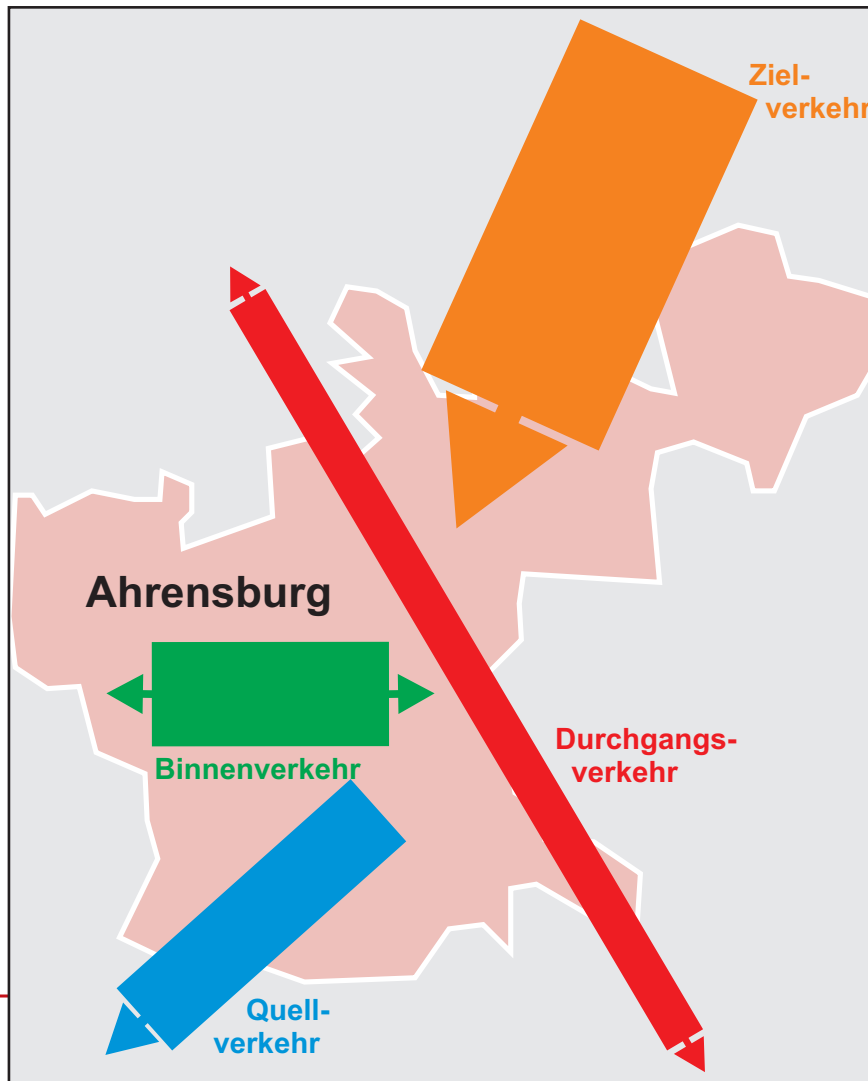 Ziel-
verkehr
Ahrensburg
Binnenverkehr
Durchgangs-
verkehr
Quell-
verkehr